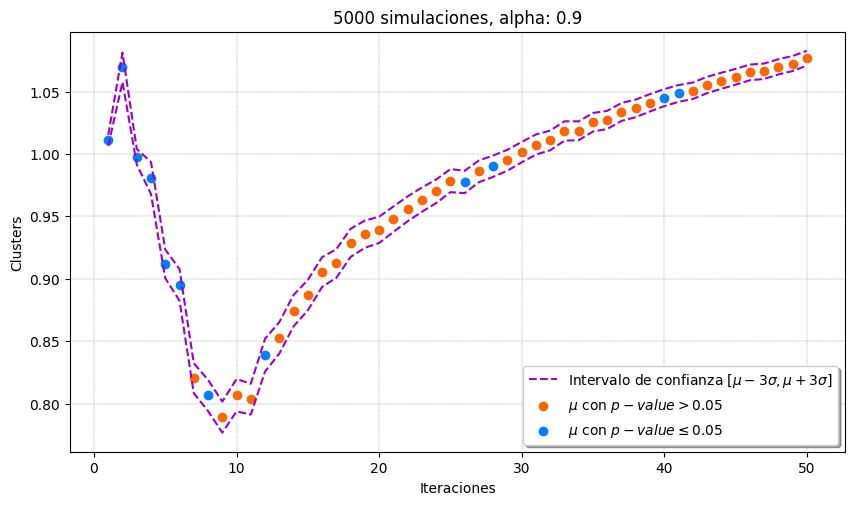 5000 simulaciones, alpha: 0.9
Clusters
1.05
1.00
0.95
0.90
0.85
0.80
Intervalo de confianza [μ − 3σ, μ + 3σ]
μ con p − value > 0.05
μ con p − value ≤ 0.05
0 10 20 30 40 50
Iteraciones